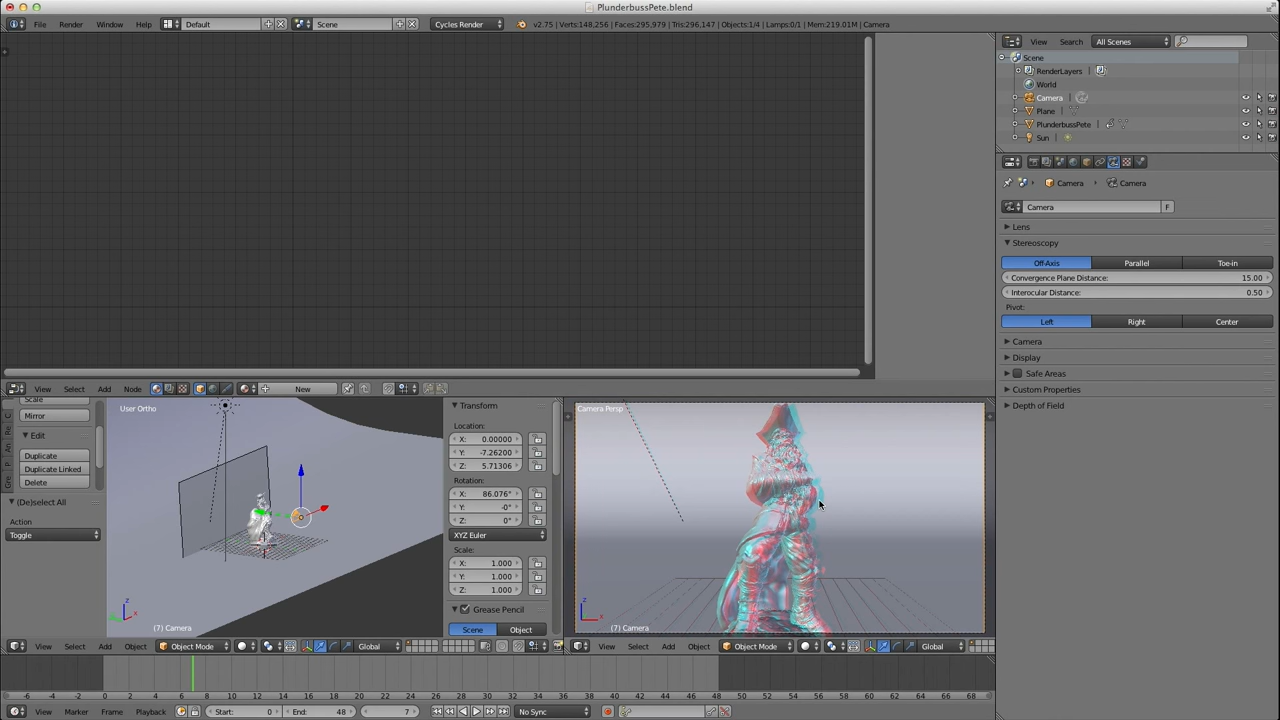 PlunderbussPete.blend
File Render Window Help Default Scene Cycles Render v2.75 | Verts:148,256 | Faces:295,979 | Tris:296,147 | Objects:1/4 | Lamps:0/1 | Mem:219.01M | Camera
View Search All Scenes
Scene
RenderLayers
World
Camera
Plane
PlunderbussPete
Sun
Camera Camera
Camera F
Lens
Stereoscopy
Off-Axis Parallel Toe-in
Convergence Plane Distance: 15.00
Interocular Distance: 0.50
Pivot:
Left Right Center
Camera
Display
Safe Areas
Custom Properties
Depth of Field
View Select Add Node New
Scale
Mirror
Edit
Duplicate
Duplicate Linked
Delete
(De)select All
Action
Toggle
User Ortho
(7) Camera
Transform
Location:
X: 0.00000
Y: -7.26200
Z: 5.71306
Rotation:
X: 86.076°
Y: -0°
Z: 0°
XYZ Euler
Scale:
X: 1.000
Y: 1.000
Z: 1.000
Grease Pencil
Scene Object
Camera Persp
(7) Camera
View Select Add Object Object Mode Global
View Select Add Object Object Mode Global
-6 -4 -2 0 2 4 6 8 10 12 14 16 18 20 22 24 26 28 30 32 34 36 38 40 42 44 46 48 50 52 54 56 58 60 62 64 66 68
View Marker Frame Playback Start: 0 End: 48 7 No Sync